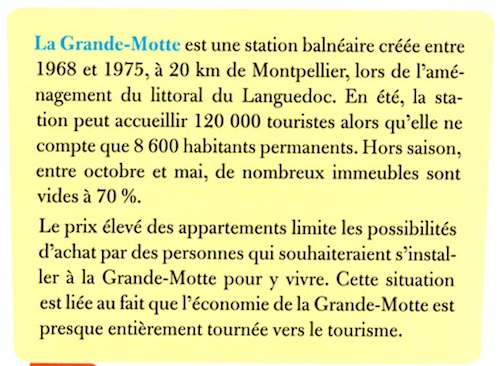 La Grande-Motte est une station balnéaire créée entre
1968 et 1975, à 20 km de Montpellier, lors de l'amé-
nagement du littoral du Languedoc. En été, la sta-
tion peut accueillir 120 000 touristes alors qu'elle ne
compte que 8 600 habitants permanents. Hors saison,
entre octobre et mai, de nombreux immeubles sont
vides à 70 %.
Le prix élevé des appartements limite les possibilités
d'achat par des personnes qui souhaiteraient s'instal-
ler à la Grande-Motte pour y vivre. Cette situation
est liée au fait que l'économie de la Grande-Motte est
presque entièrement tournée vers le tourisme.